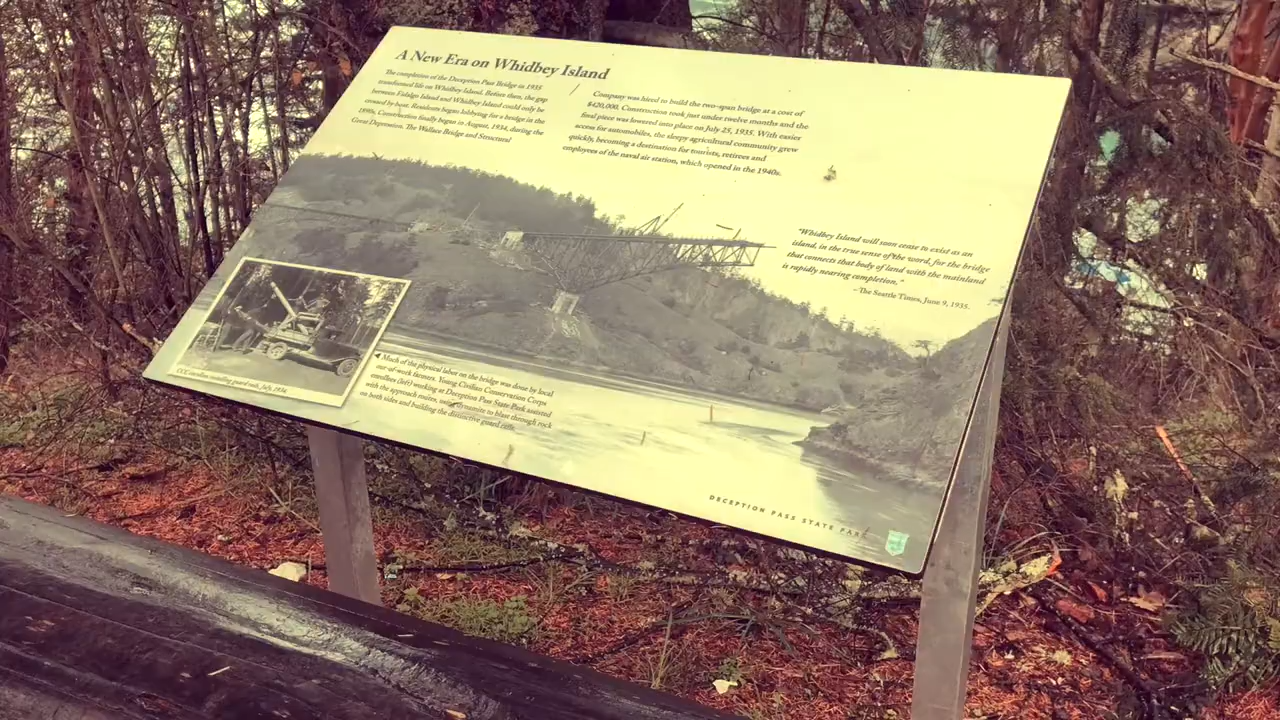 A New Era on Whidbey Island
The completion of the Deception Pass Bridge in 1935
transformed life on Whidbey Island. Before then, the gap
between Fidalgo Island and Whidbey Island could only be
crossed by boat. Residents began lobbying for a bridge in the
1890s. Construction finally began in August, 1934, during the
Great Depression. The Wallace Bridge and Structural
Company was hired to build the two-span bridge at a cost of
$420,000. Construction took just under twelve months and the
final piece was lowered into place on July 25, 1935. With easier
access for automobiles, the sleepy agricultural community grew
quickly, becoming a destination for tourists, retirees and
employees of the naval air station, which opened in the 1940s.
"Whidbey Island will soon cease to exist as an
island, in the true sense of the word, for the bridge
that connects that body of land with the mainland
is rapidly nearing completion."
–The Seattle Times, June 9, 1935.
CCC enrollees installing guard rails, July, 1934
◀ Much of the physical labor on the bridge was done by local
out-of-work farmers. Young Civilian Conservation Corps
enrollees (left) working at Deception Pass State Park assisted
with the approach routes, using dynamite to blast through rock
on both sides and building the distinctive guard rails.
DECEPTION PASS STATE PARK